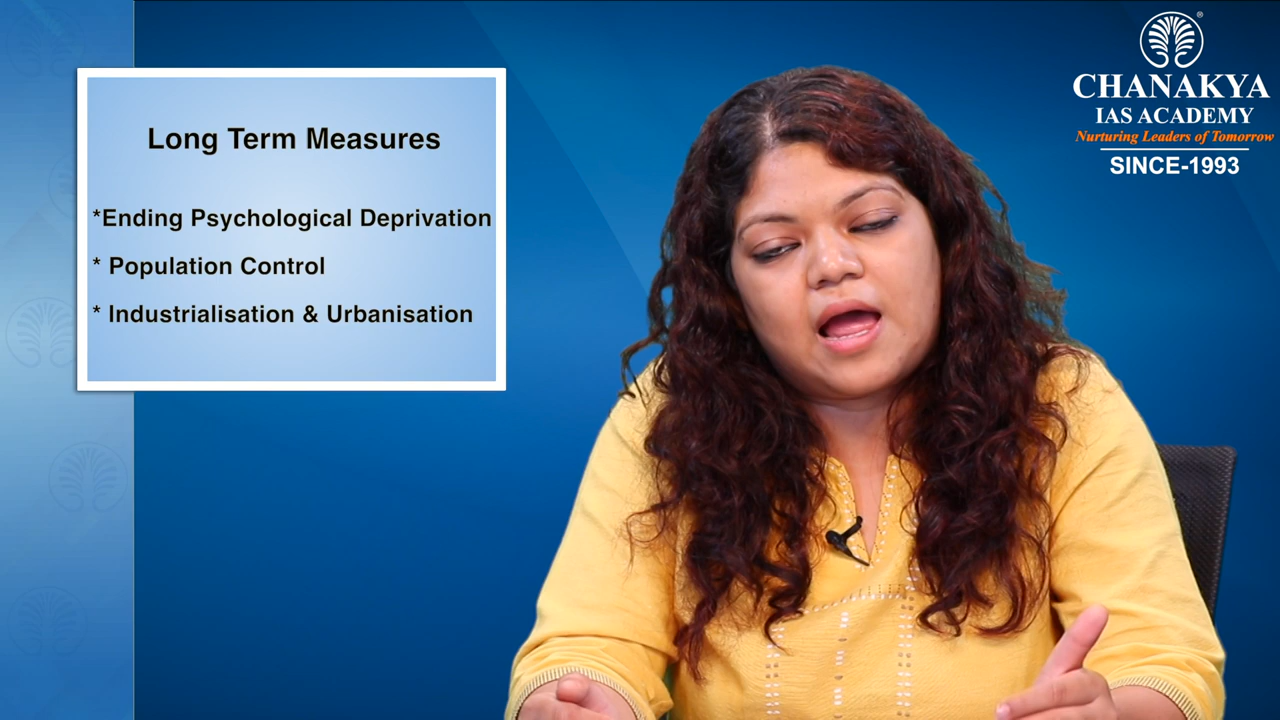 Long Term Measures
*Ending Psychological Deprivation
* Population Control
* Industrialisation & Urbanisation
®
CHANAKYA
IAS ACADEMY
Nurturing Leaders of Tomorrow
SINCE-1993